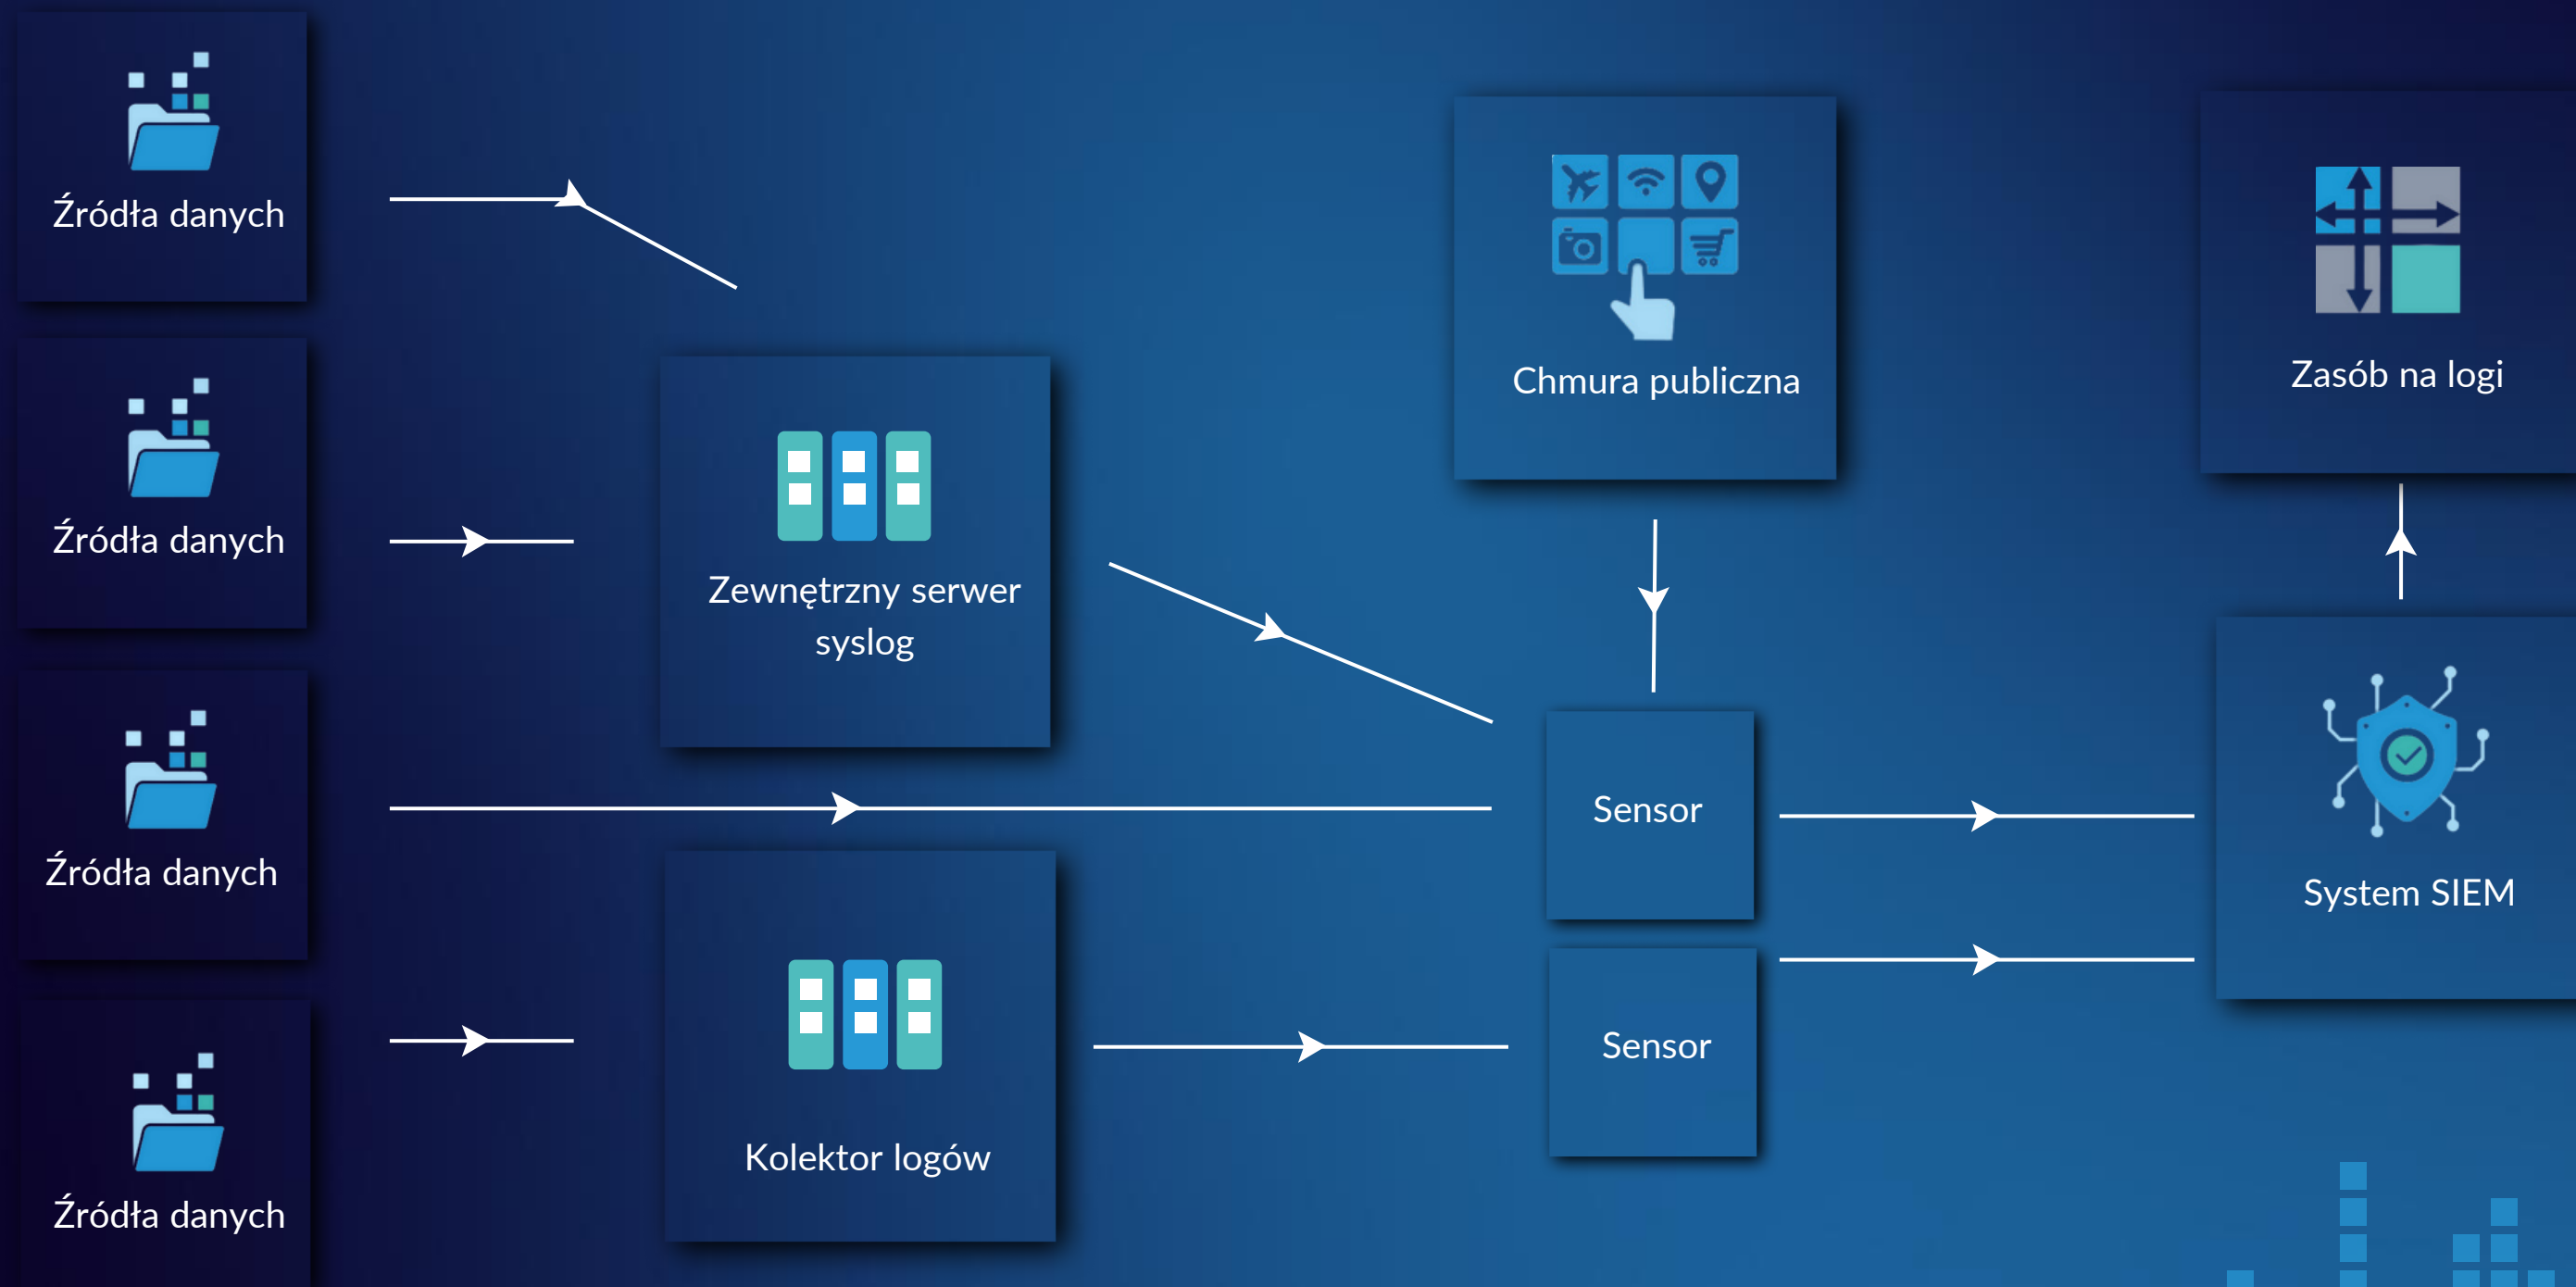 Źródła danych
Źródła danych
Źródła danych
Źródła danych
Zewnętrzny serwer
syslog
Kolektor logów
Chmura publiczna
Sensor
Sensor
Zasób na logi
System SIEM